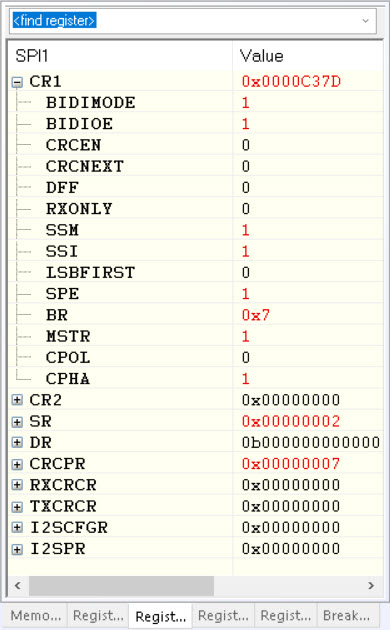 <find register>
SPI1 Value
CR1 0x0000C37D
BIDIMODE 1
BIDIOE 1
CRCEN 0
CRCNEXT 0
DFF 0
RXONLY 0
SSM 1
SSI 1
LSBFIRST 0
SPE 1
BR 0x7
MSTR 1
CPOL 0
CPHA 1
CR2 0x00000000
SR 0x00000002
DR 0b000000000000
CRCPR 0x00000007
RXCRCR 0x00000000
TXCRCR 0x00000000
I2SCFGR 0x00000000
I2SPR 0x00000000
Memo... Regist... Regist... Regist... Regist... Break...